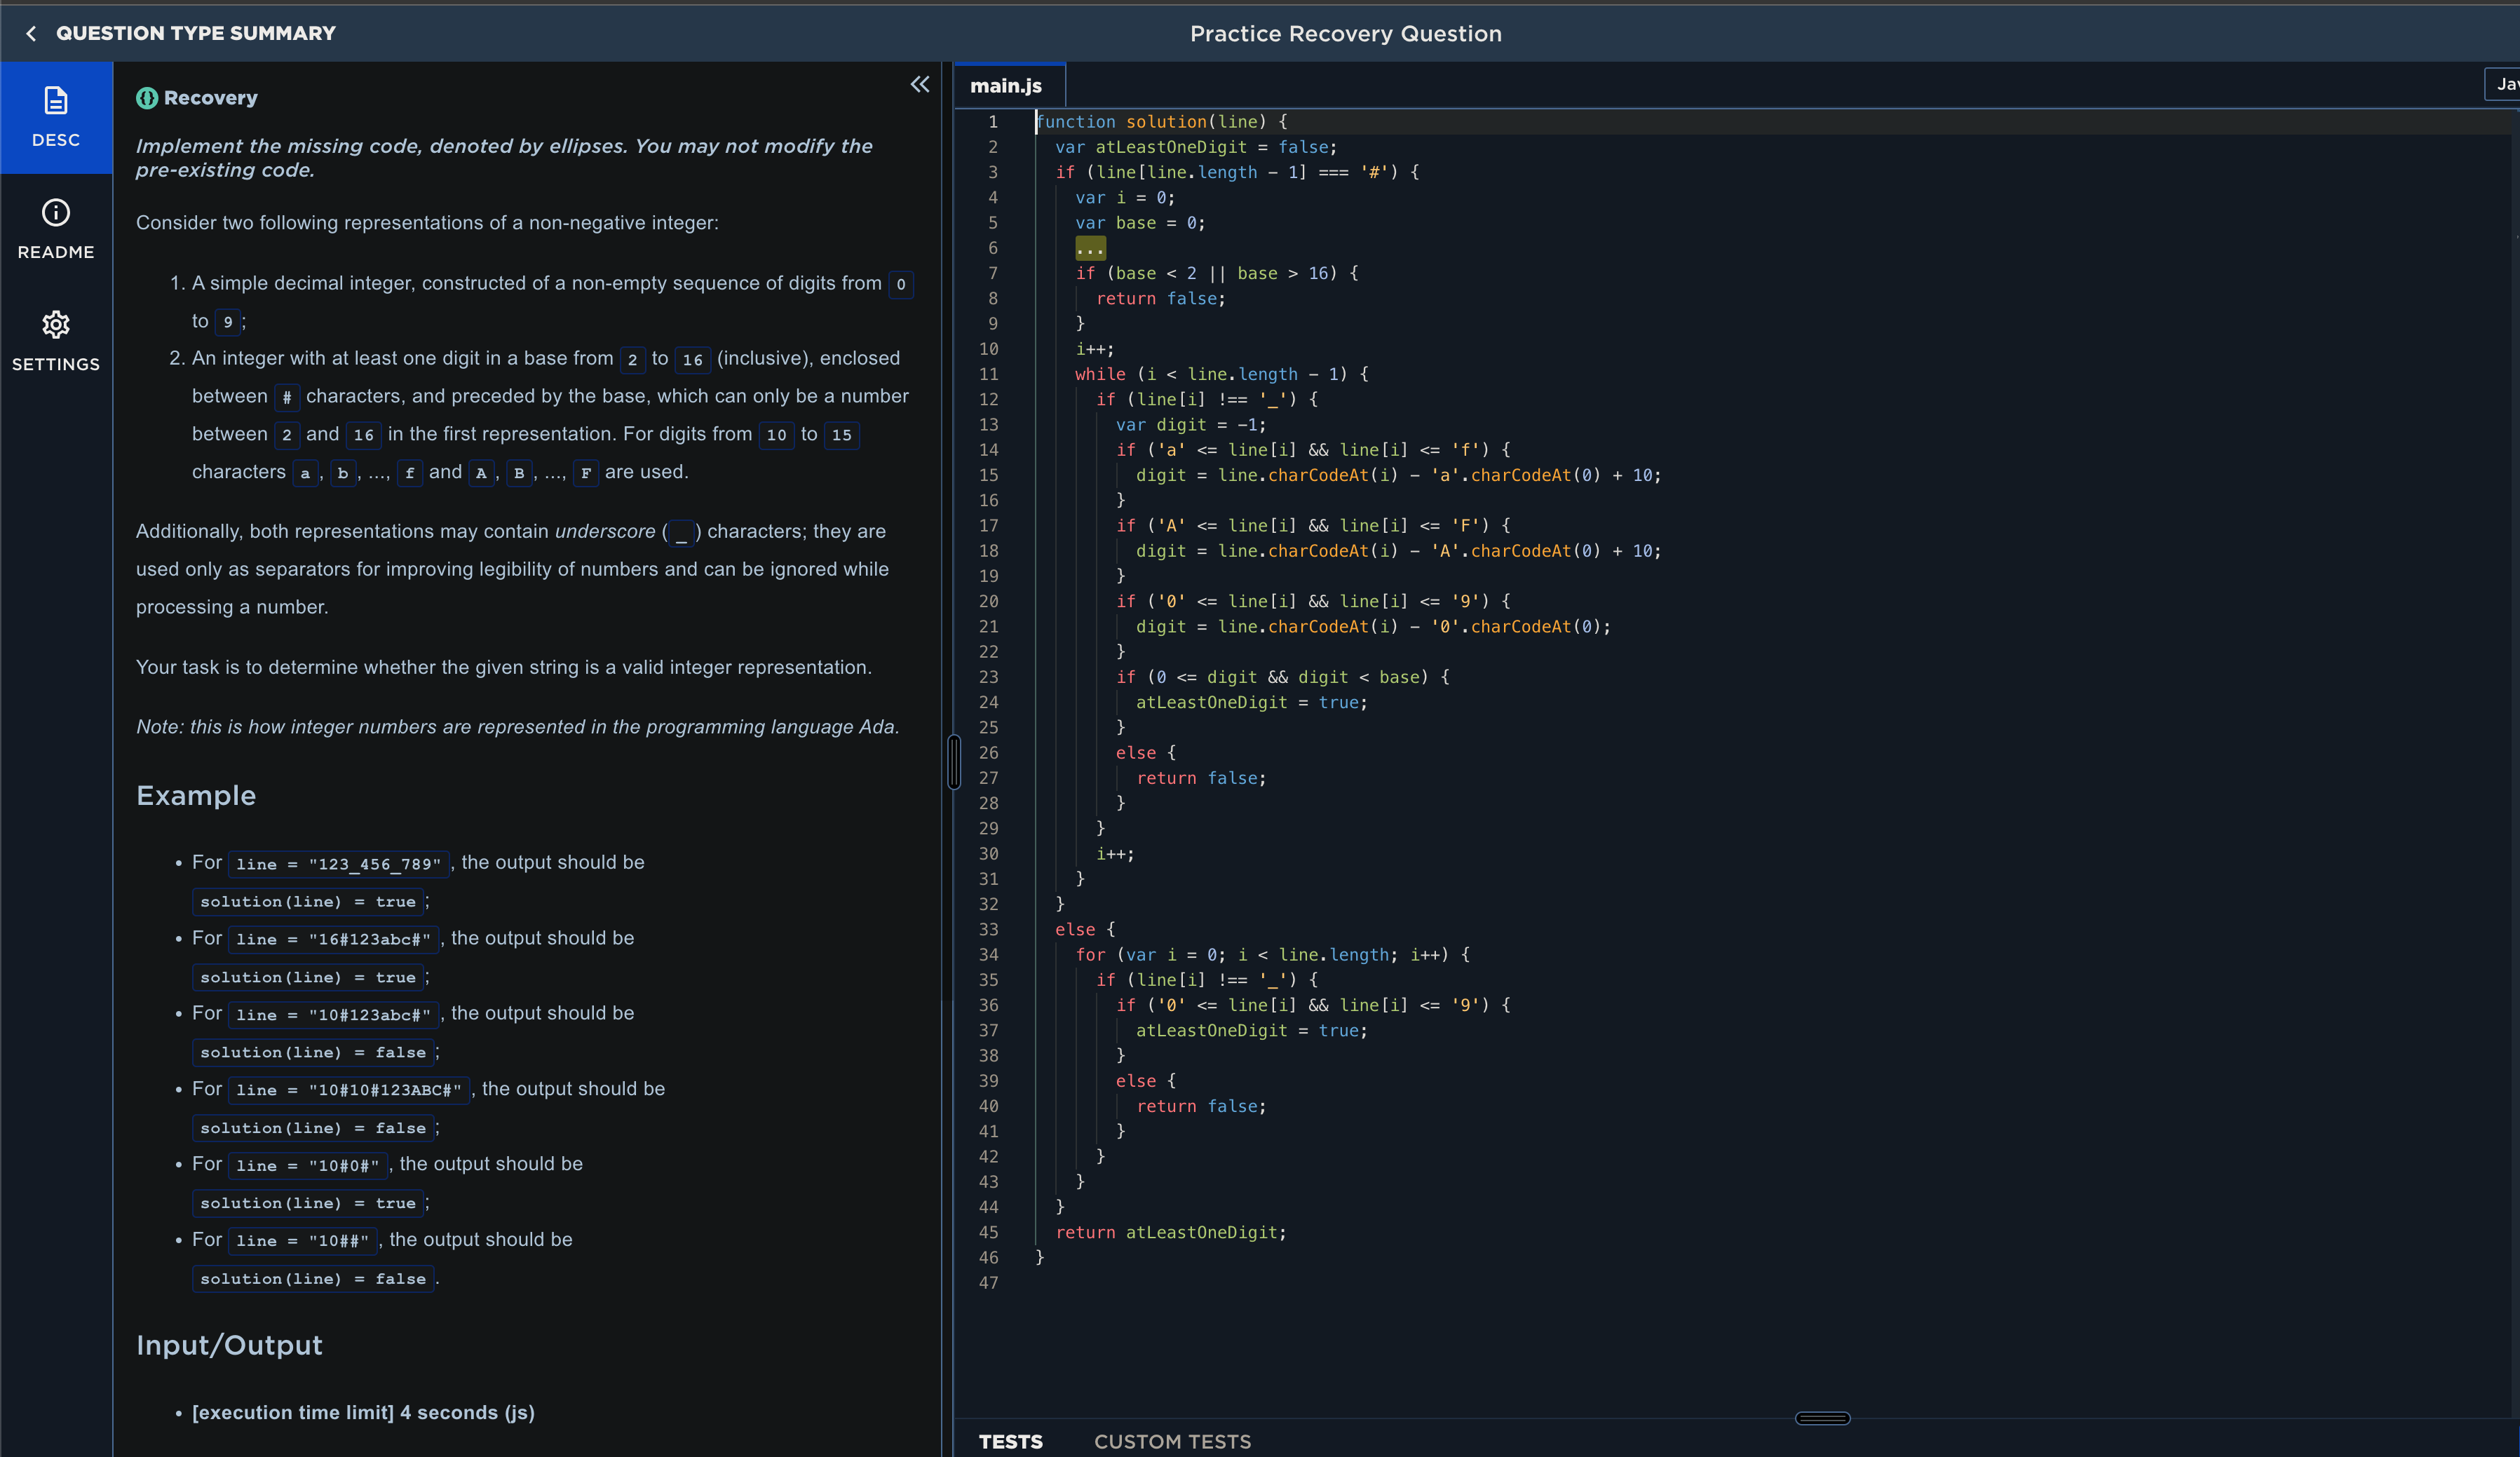 QUESTION TYPE SUMMARY
Practice Recovery Question
DESC
README
SETTINGS
Recovery
Implement the missing code, denoted by ellipses. You may not modify the
pre-existing code.
Consider two following representations of a non-negative integer:
1. A simple decimal integer, constructed of a non-empty sequence of digits from 0
to 9;
2. An integer with at least one digit in a base from 2 to 16 (inclusive), enclosed
between # characters, and preceded by the base, which can only be a number
between 2 and 16 in the first representation. For digits from 10 to 15
characters a, b, ..., f and A, B, ..., F are used.
Additionally, both representations may contain underscore (_) characters; they are
used only as separators for improving legibility of numbers and can be ignored while
processing a number.
Your task is to determine whether the given string is a valid integer representation.
Note: this is how integer numbers are represented in the programming language Ada.
Example
• For line = "123_456_789", the output should be
solution(line) = true;
• For line = "16#123abc#", the output should be
solution(line) = true;
• For line = "10#123abc#", the output should be
solution(line) = false;
• For line = "10#10#123ABC#", the output should be
solution(line) = false;
• For line = "10#0#", the output should be
solution(line) = true;
• For line = "10##", the output should be
solution(line) = false.
Input/Output
• [execution time limit] 4 seconds (js)
main.js
Jav
1 function solution(line) {
2 var atLeastOneDigit = false;
3 if (line[line.length - 1] === '#') {
4 var i = 0;
5 var base = 0;
6 ...
7 if (base < 2 || base > 16) {
8 return false;
9 }
10 i++;
11 while (i < line.length - 1) {
12 if (line[i] !== '_') {
13 var digit = -1;
14 if ('a' <= line[i] && line[i] <= 'f') {
15 digit = line.charCodeAt(i) - 'a'.charCodeAt(0) + 10;
16 }
17 if ('A' <= line[i] && line[i] <= 'F') {
18 digit = line.charCodeAt(i) - 'A'.charCodeAt(0) + 10;
19 }
20 if ('0' <= line[i] && line[i] <= '9') {
21 digit = line.charCodeAt(i) - '0'.charCodeAt(0);
22 }
23 if (0 <= digit && digit < base) {
24 atLeastOneDigit = true;
25 }
26 else {
27 return false;
28 }
29 }
30 i++;
31 }
32 }
33 else {
34 for (var i = 0; i < line.length; i++) {
35 if (line[i] !== '_') {
36 if ('0' <= line[i] && line[i] <= '9') {
37 atLeastOneDigit = true;
38 }
39 else {
40 return false;
41 }
42 }
43 }
44 }
45 return atLeastOneDigit;
46 }
47
TESTS
CUSTOM TESTS